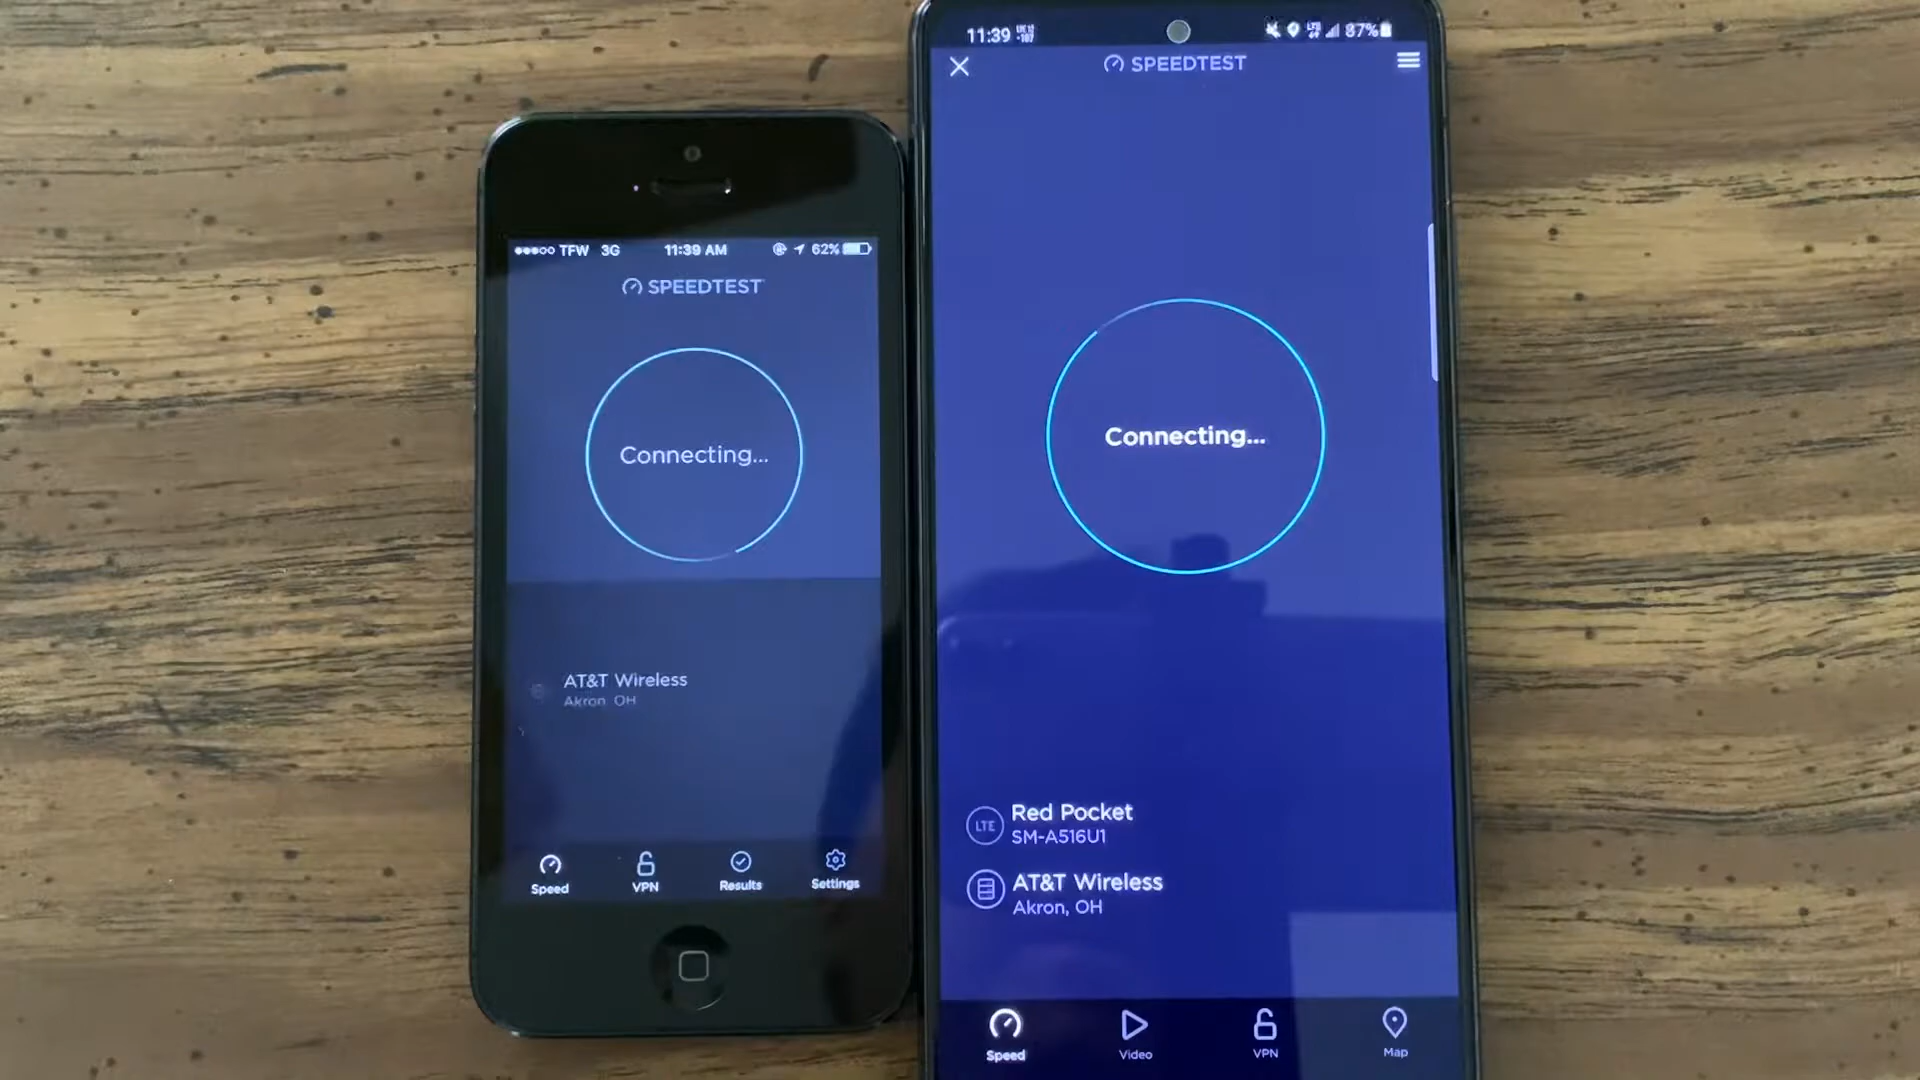 TFW 3G 11:39 AM 62%
SPEEDTEST
Connecting...
AT&T Wireless
Akron, OH
Speed VPN Results Settings
11:39 87%
SPEEDTEST
Connecting...
LTE Red Pocket
SM-A516U1
AT&T Wireless
Akron, OH
Speed Video VPN Map